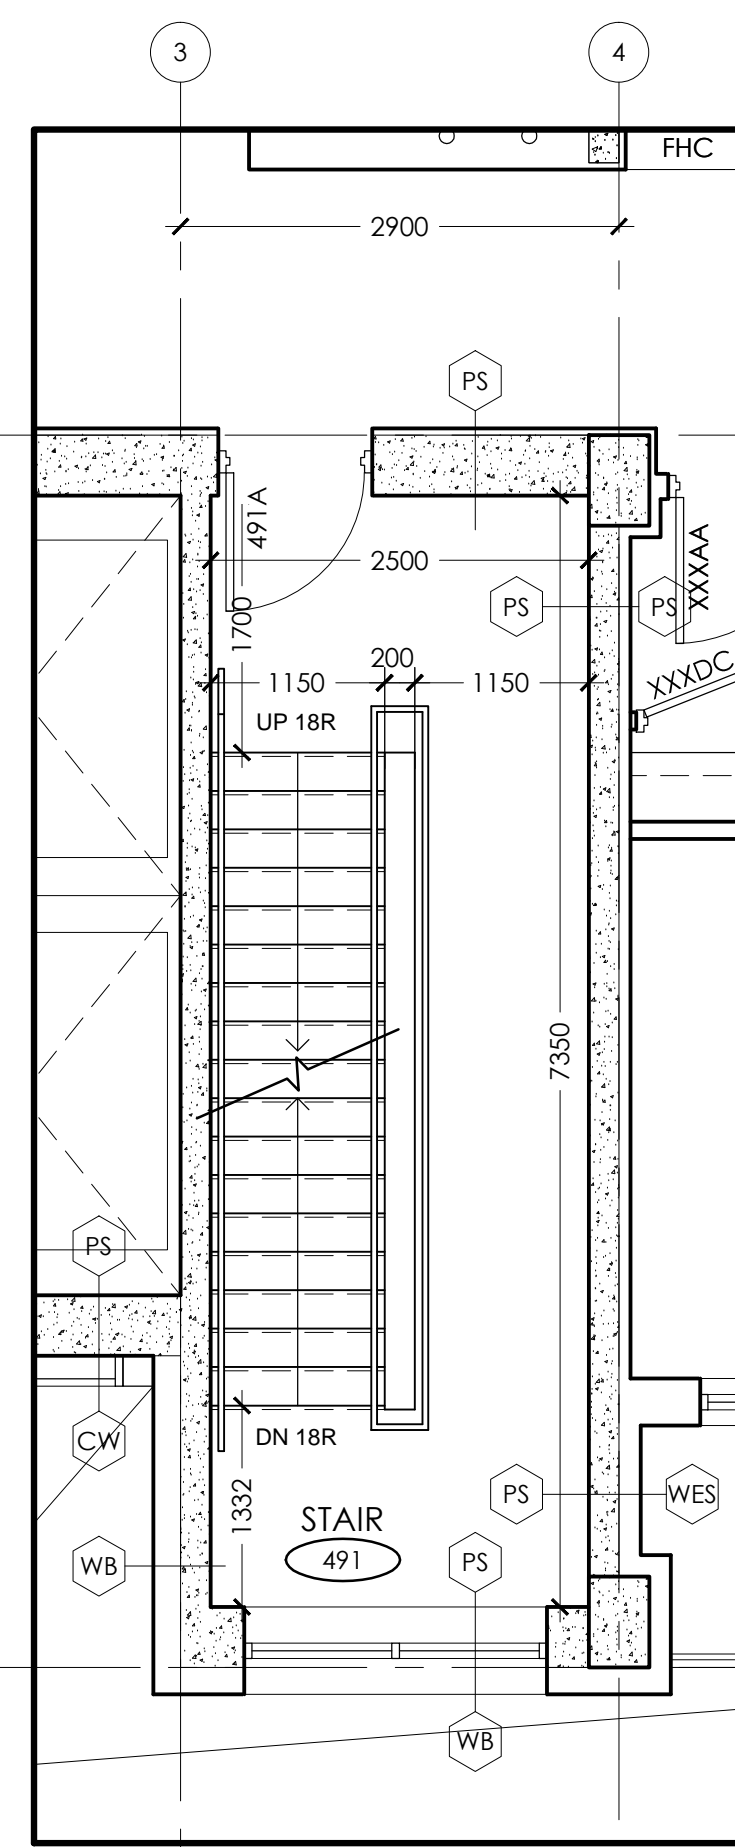 3
4
FHC
2900
PS
491A
2500
PS
PS
XXXAA
1700
200
1150
1150
XXXDC
UP 18R
7350
PS
CW
DN 18R
1332
PS
WES
STAIR
491
WB
PS
WB